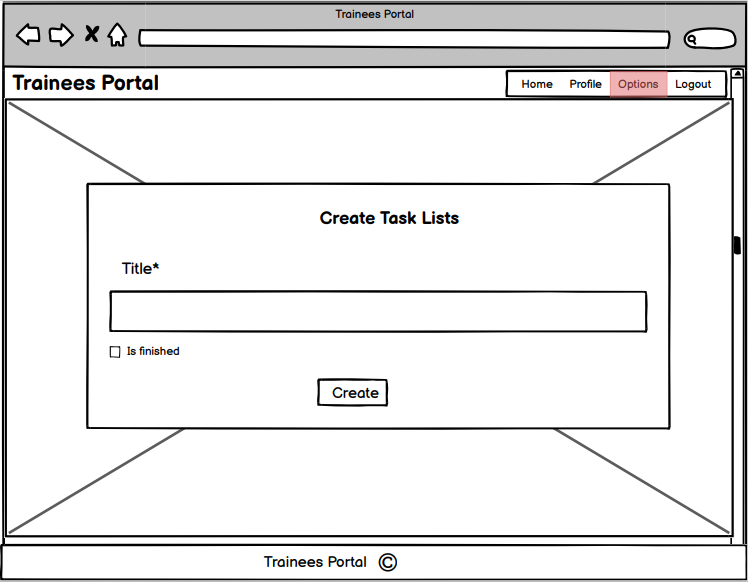 Trainees Portal
Trainees Portal
Home Profile Options Logout
Create Task Lists
Title*
Is finished
Create
Trainees Portal ©